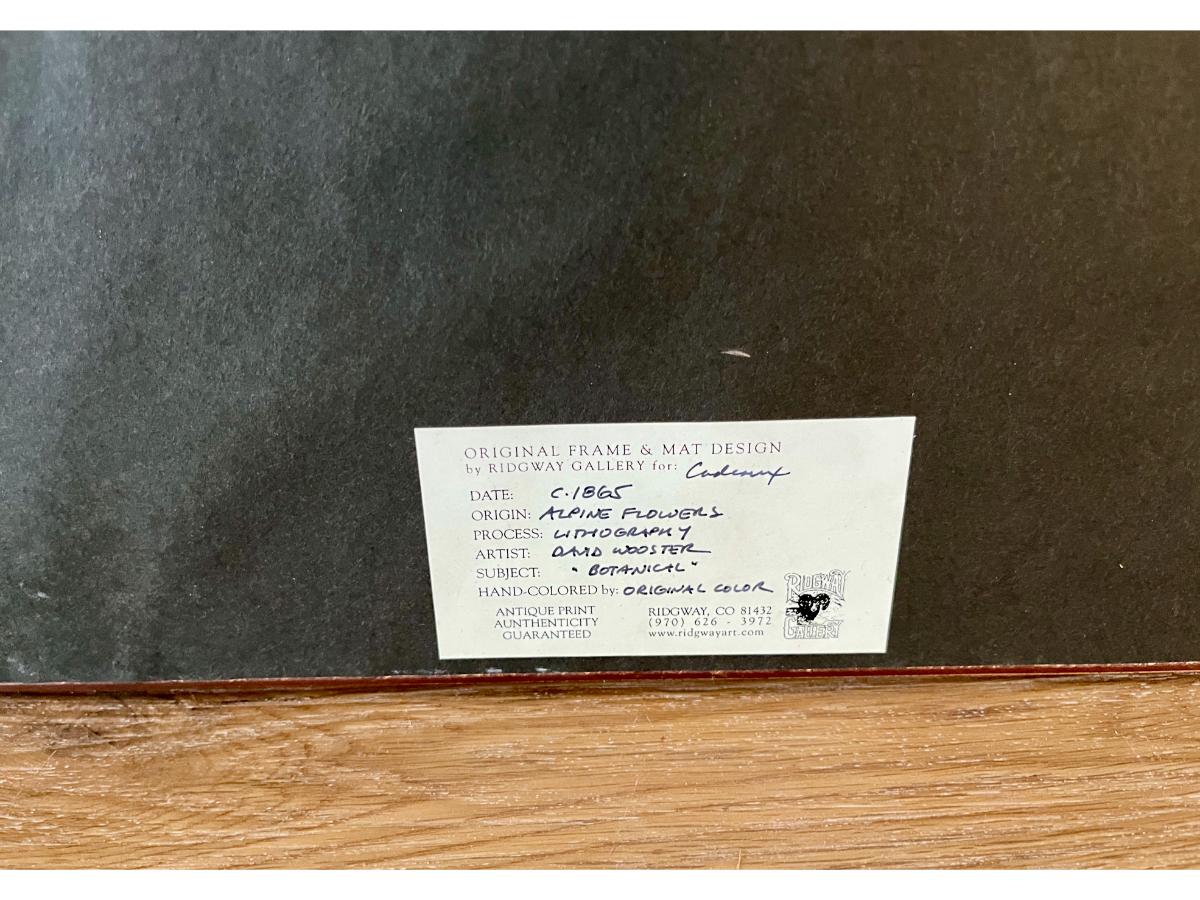 ORIGINAL FRAME & MAT DESIGN
by RIDGWAY GALLERY for: Cadeaux
DATE: C.1865
ORIGIN: ALPINE FLOWERS
PROCESS: LITHOGRAPHY
ARTIST: DAVID WOOSTER
SUBJECT: "BOTANICAL"
HAND-COLORED by: ORIGINAL COLOR
ANTIQUE PRINT
AUNTHENTICITY
GUARANTEED
RIDGWAY, CO 81432
(970) 626 - 3972
www.ridgwayart.com
RIDGWAY
GALLERY